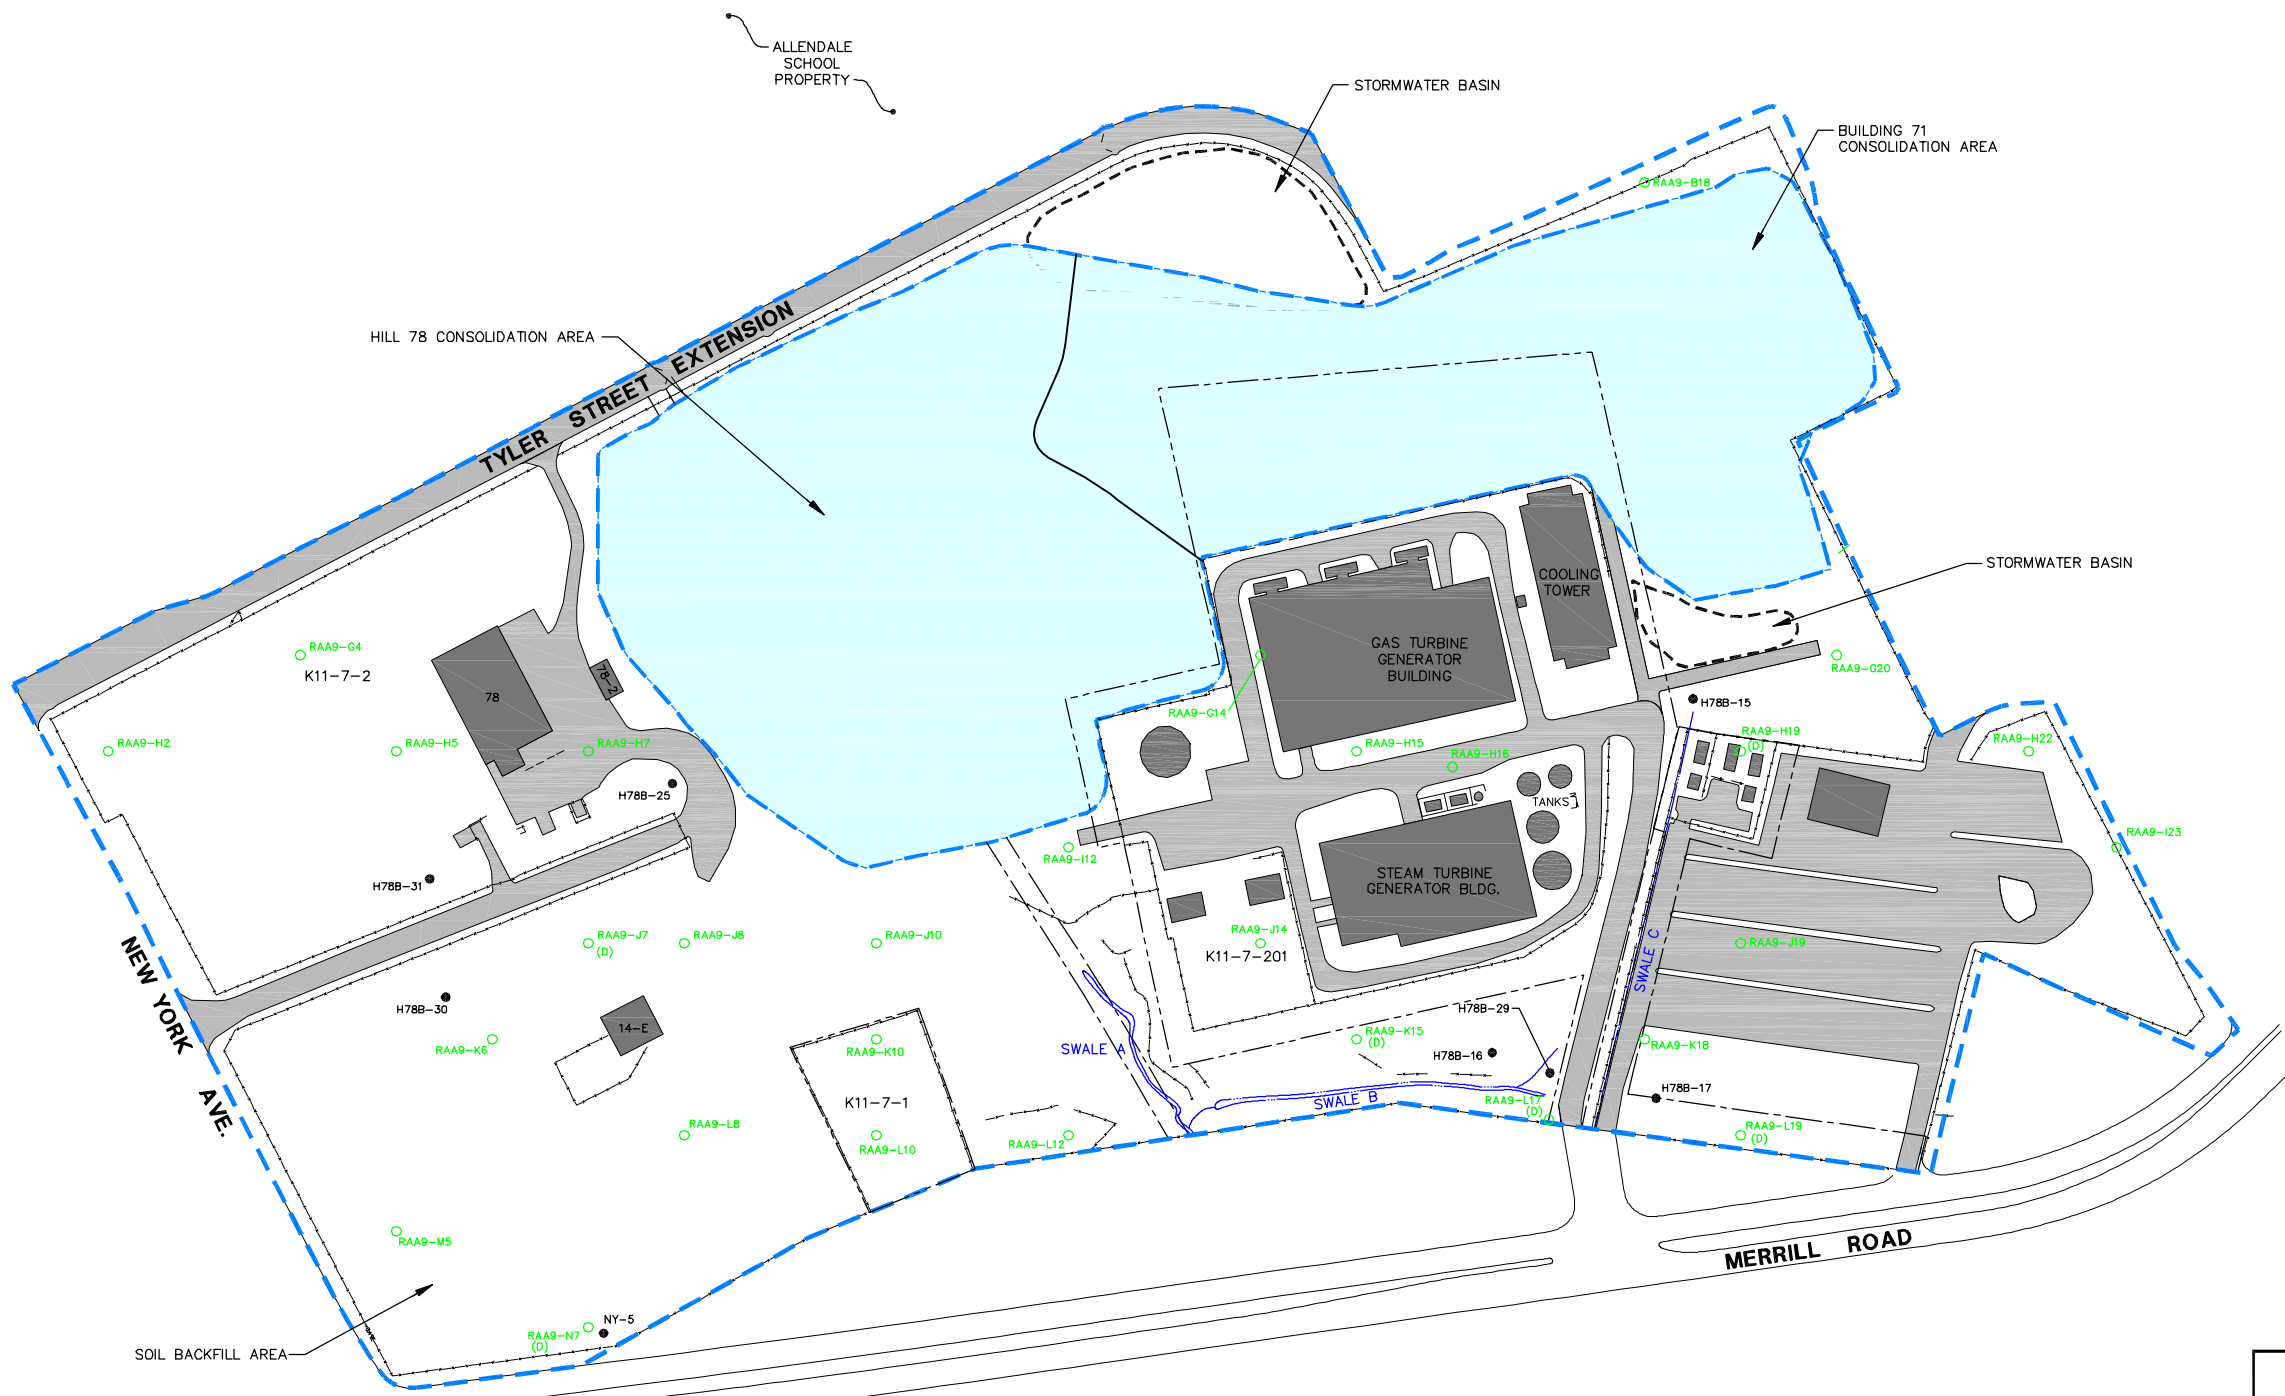 ALLENDALE
SCHOOL
PROPERTY
STORMWATER BASIN
BUILDING 71
CONSOLIDATION AREA
RAA9-B18
HILL 78 CONSOLIDATION AREA
TYLER STREET EXTENSION
STORMWATER BASIN
COOLING
TOWER
GAS TURBINE
GENERATOR
BUILDING
RAA9-G4
K11-7-2
78
78-2
RAA9-G14
RAA9-G20
H78B-15
RAA9-H2
RAA9-H5
RAA9-H7
RAA9-H15
RAA9-H16
RAA9-H19
(D)
RAA9-H22
H78B-25
TANKS
RAA9-I12
RAA9-I23
STEAM TURBINE
GENERATOR BLDG.
H78B-31
RAA9-J7
(D)
RAA9-J8
RAA9-J10
RAA9-J14
K11-7-201
RAA9-J19
SWALE C
NEW YORK AVE.
H78B-30
14-E
RAA9-K6
RAA9-K10
SWALE A
RAA9-K15
(D)
H78B-29
H78B-16
RAA9-K18
H78B-17
K11-7-1
SWALE B
RAA9-L17
(D)
RAA9-L8
RAA9-L10
RAA9-L12
RAA9-L19
(D)
RAA9-M5
MERRILL ROAD
RAA9-N7
(D)
NY-5
SOIL BACKFILL AREA